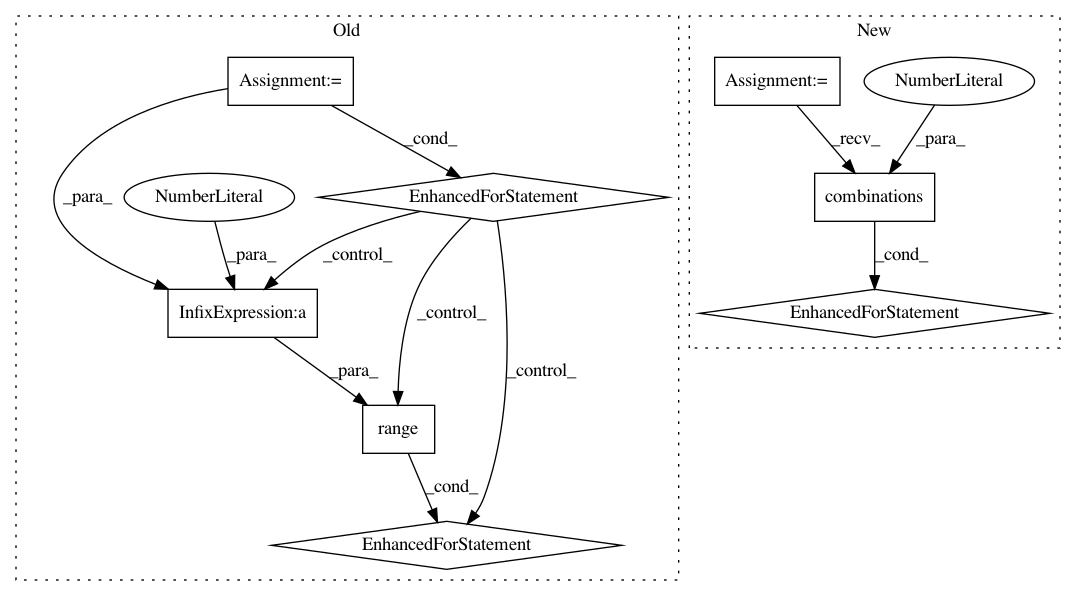 Old
New
Assignment:=
Assignment:=
NumberLiteral
_cond_
_recv_
_para_
_para_
NumberLiteral
EnhancedForStatement
combinations
_para_
_control_
_cond_
InfixExpression:a
_control_
EnhancedForStatement
_para_
_control_
range
_cond_
EnhancedForStatement